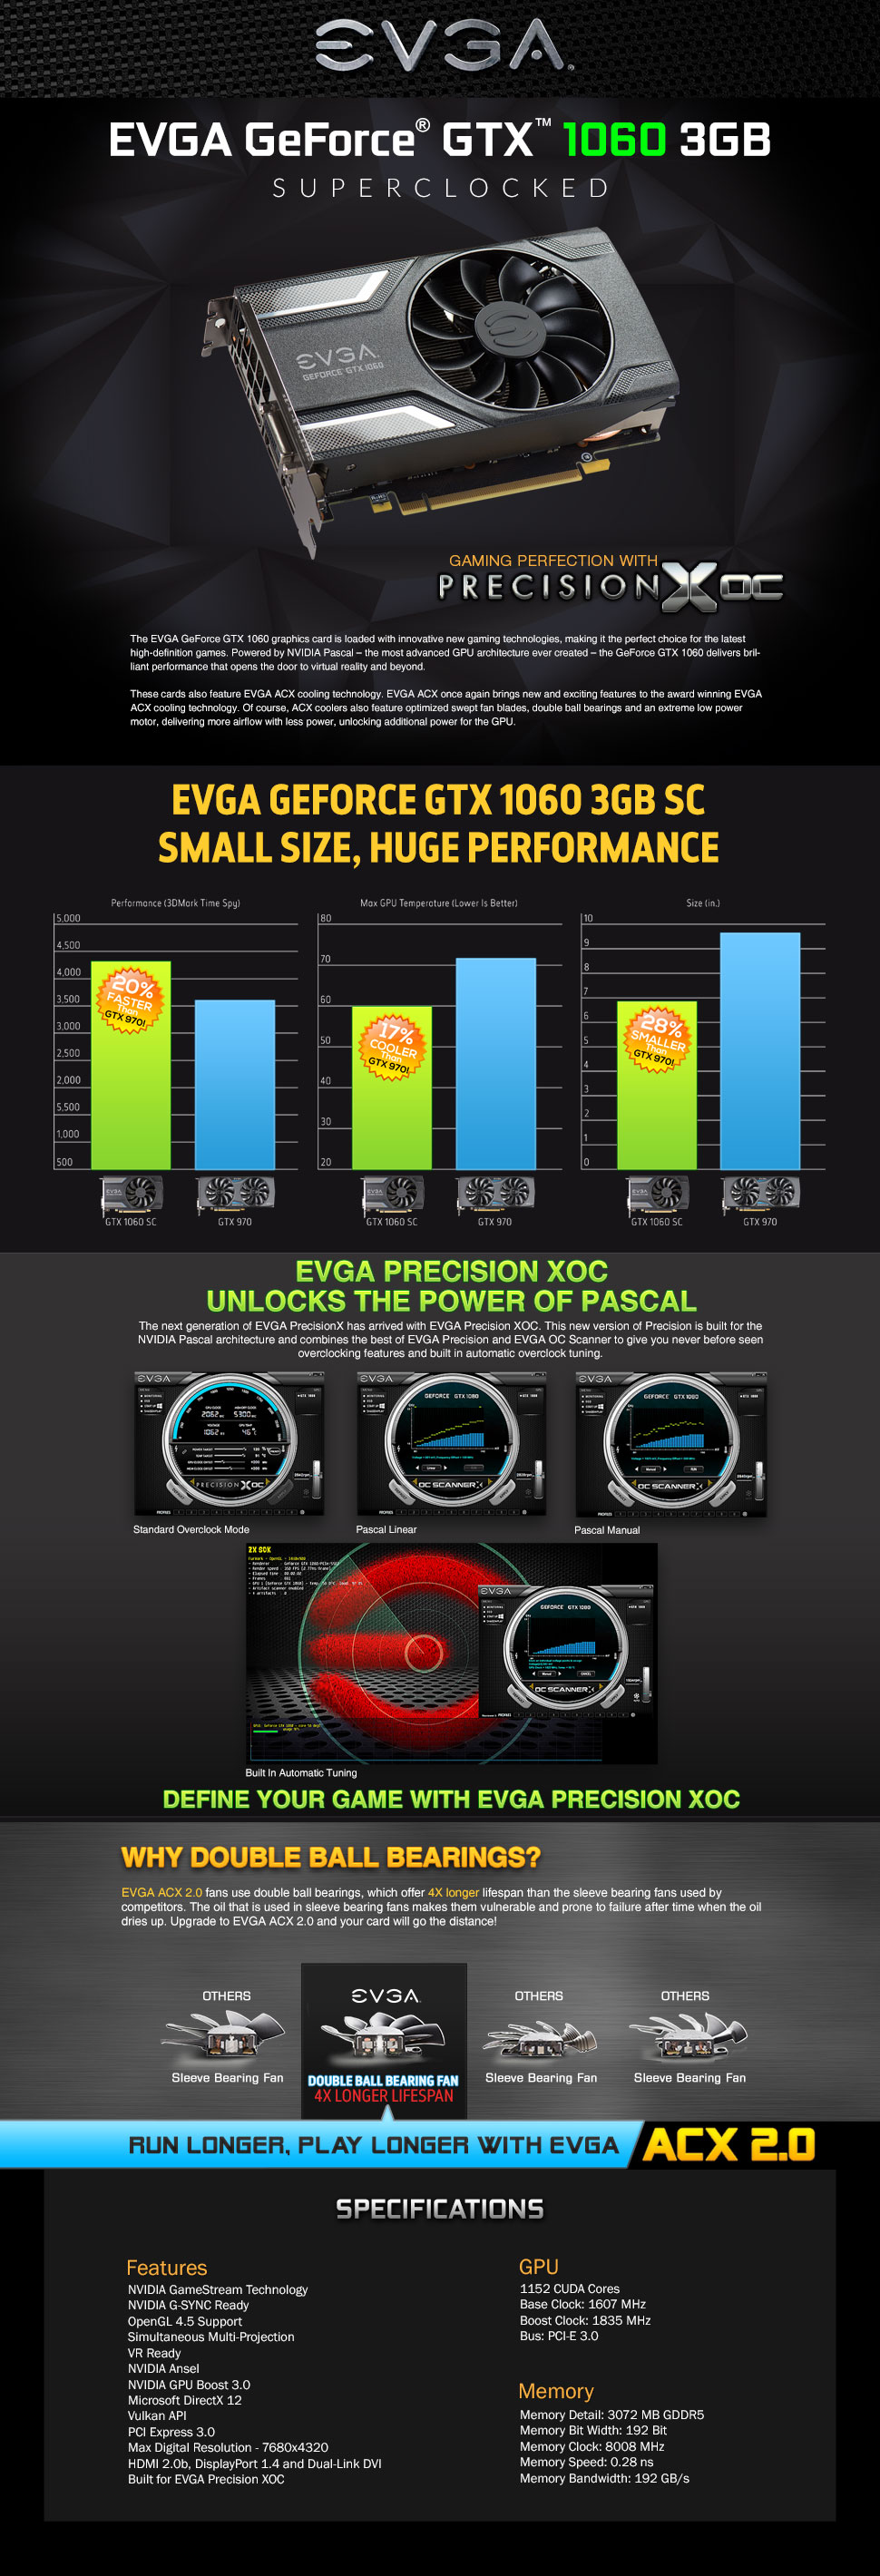 EVGA
EVGA GeForce® GTX™ 1060 3GB
SUPERCLOCKED
EVGA
GEFORCE GTX 1060
GAMING PERFECTION WITH
PRECISION X OC
The EVGA GeForce GTX 1060 graphics card is loaded with innovative new gaming technologies, making it the perfect choice for the latest
high-definition games. Powered by NVIDIA Pascal – the most advanced GPU architecture ever created – the GeForce GTX 1060 delivers bril-
liant performance that opens the door to virtual reality and beyond.
These cards also feature EVGA ACX cooling technology. EVGA ACX once again brings new and exciting features to the award winning EVGA
ACX cooling technology. Of course, ACX coolers also feature optimized swept fan blades, double ball bearings and an extreme low power
motor, delivering more airflow with less power, unlocking additional power for the GPU.
EVGA GEFORCE GTX 1060 3GB SC
SMALL SIZE, HUGE PERFORMANCE
Performance (3DMark Time Spy)
5,000
4,500
4,000
3,500
3,000
2,500
2,000
5,500
1,000
500
20%
FASTER
Than
GTX 970!
GTX 1060 SC
GTX 970
Max GPU Temperature (Lower Is Better)
80
70
60
50
40
30
20
17%
COOLER
Than
GTX 970!
GTX 1060 SC
GTX 970
Size (in.)
10
9
8
7
6
5
4
3
2
1
0
28%
SMALLER
Than
GTX 970!
GTX 1060 SC
GTX 970
EVGA PRECISION XOC
UNLOCKS THE POWER OF PASCAL
The next generation of EVGA PrecisionX has arrived with EVGA Precision XOC. This new version of Precision is built for the
NVIDIA Pascal architecture and combines the best of EVGA Precision and EVGA OC Scanner to give you never before seen
overclocking features and built in automatic overclock tuning.
EVGA
PRECISION X OC
Standard Overclock Mode
EVGA
GEFORCE GTX 1080
OC SCANNER X
Pascal Linear
EVGA
GEFORCE GTX 1080
OC SCANNER X
Pascal Manual
EVGA
GEFORCE GTX 1080
OC SCANNER X
Built In Automatic Tuning
DEFINE YOUR GAME WITH EVGA PRECISION XOC
WHY DOUBLE BALL BEARINGS?
EVGA ACX 2.0 fans use double ball bearings, which offer 4X longer lifespan than the sleeve bearing fans used by
competitors. The oil that is used in sleeve bearing fans makes them vulnerable and prone to failure after time when the oil
dries up. Upgrade to EVGA ACX 2.0 and your card will go the distance!
OTHERS
Sleeve Bearing Fan
EVGA
DOUBLE BALL BEARING FAN
4X LONGER LIFESPAN
OTHERS
Sleeve Bearing Fan
OTHERS
Sleeve Bearing Fan
RUN LONGER, PLAY LONGER WITH EVGA ACX 2.0
SPECIFICATIONS
Features
NVIDIA GameStream Technology
NVIDIA G-SYNC Ready
OpenGL 4.5 Support
Simultaneous Multi-Projection
VR Ready
NVIDIA Ansel
NVIDIA GPU Boost 3.0
Microsoft DirectX 12
Vulkan API
PCI Express 3.0
Max Digital Resolution - 7680x4320
HDMI 2.0b, DisplayPort 1.4 and Dual-Link DVI
Built for EVGA Precision XOC
GPU
1152 CUDA Cores
Base Clock: 1607 MHz
Boost Clock: 1835 MHz
Bus: PCI-E 3.0
Memory
Memory Detail: 3072 MB GDDR5
Memory Bit Width: 192 Bit
Memory Clock: 8008 MHz
Memory Speed: 0.28 ns
Memory Bandwidth: 192 GB/s